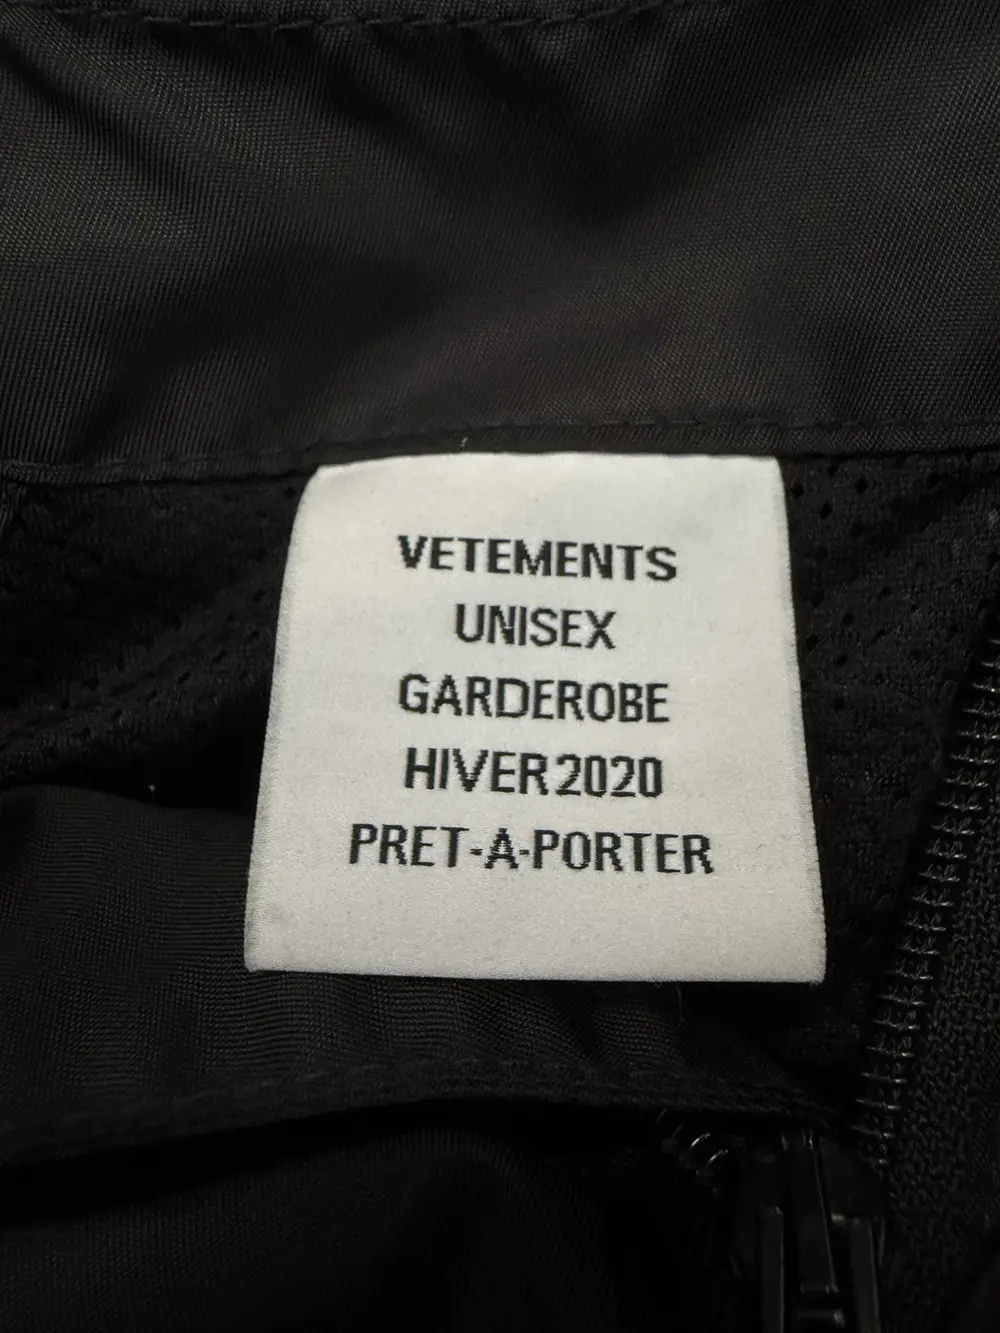 VETEMENTS
UNISEX
GARDEROBE
HIVER2020
PRET-A-PORTER